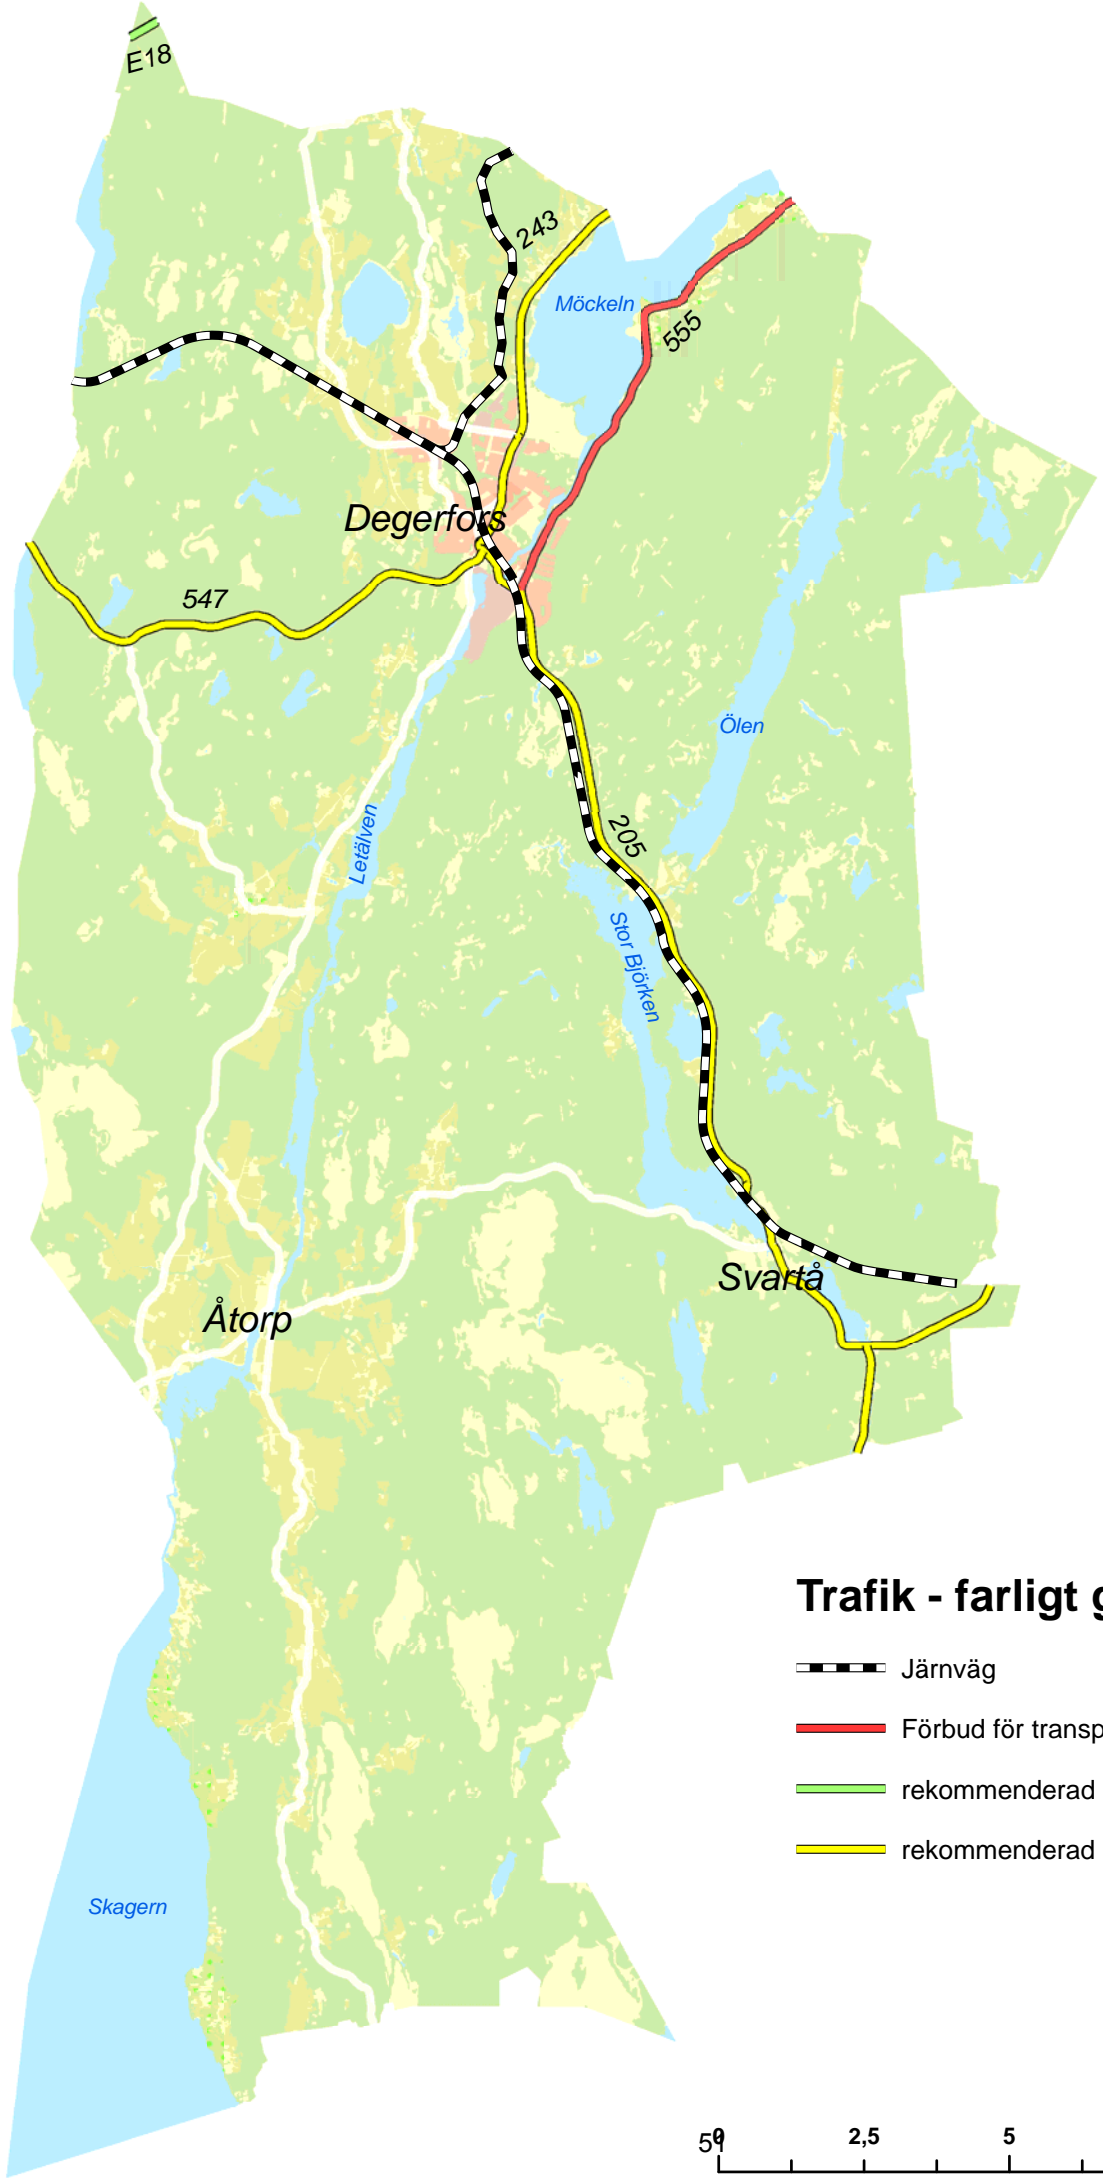 E18
243
Möckeln
555
Degerfors
547
Ölen
Letälven
205
Stor Björken
Svartå
Åtorp
Trafik - farligt g
Järnväg
Förbud för transp
rekommenderad
rekommenderad
Skagern
51
0 2,5 5